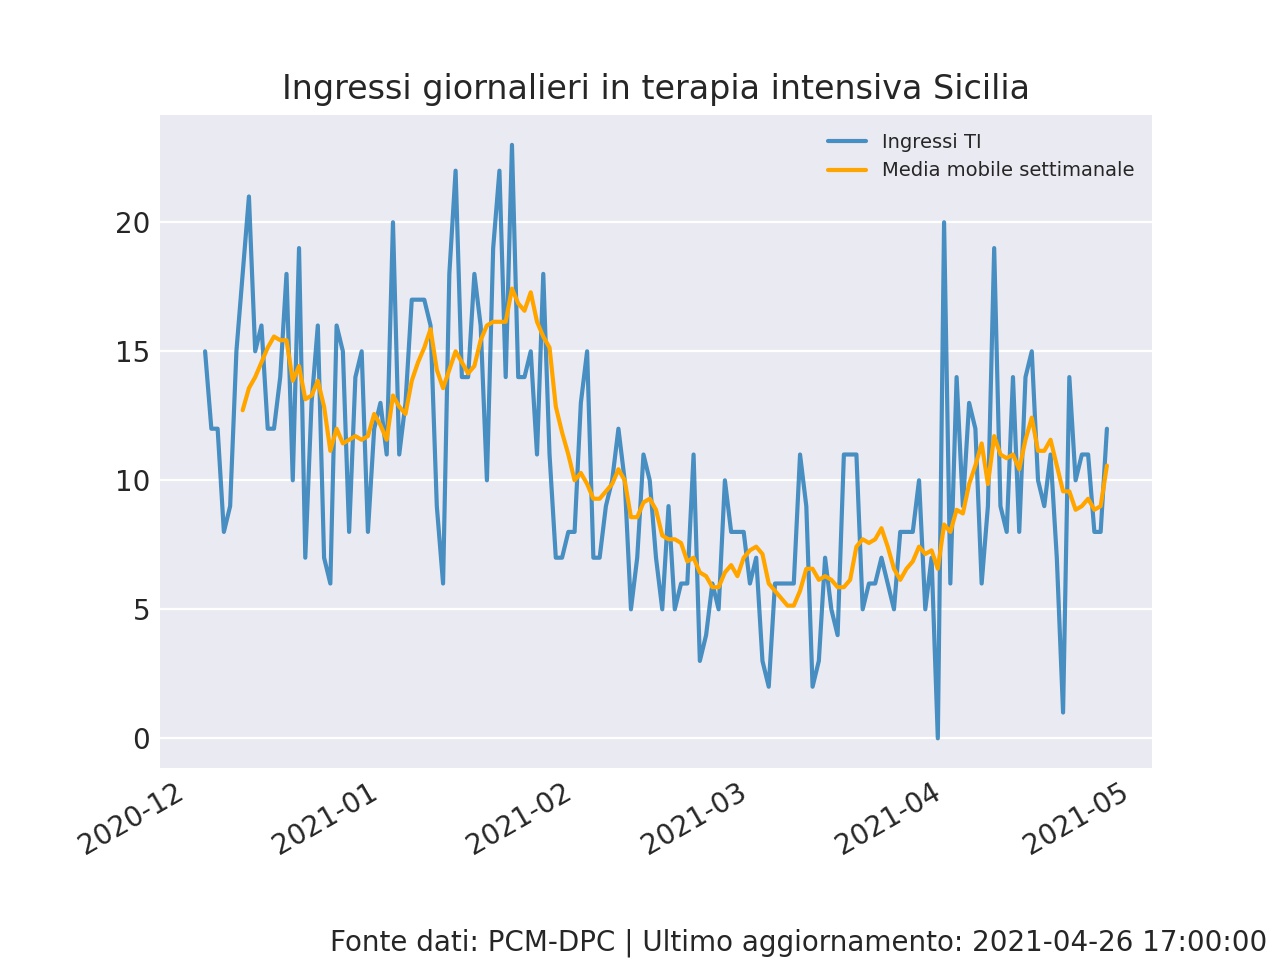 Ingressi giornalieri in terapia intensiva Sicilia
Ingressi TI
Media mobile settimanale
20
15
10
5
0
2020-12
2021-01
2021-02
2021-03
2021-04
2021-05
Fonte dati: PCM-DPC | Ultimo aggiornamento: 2021-04-26 17:00:00